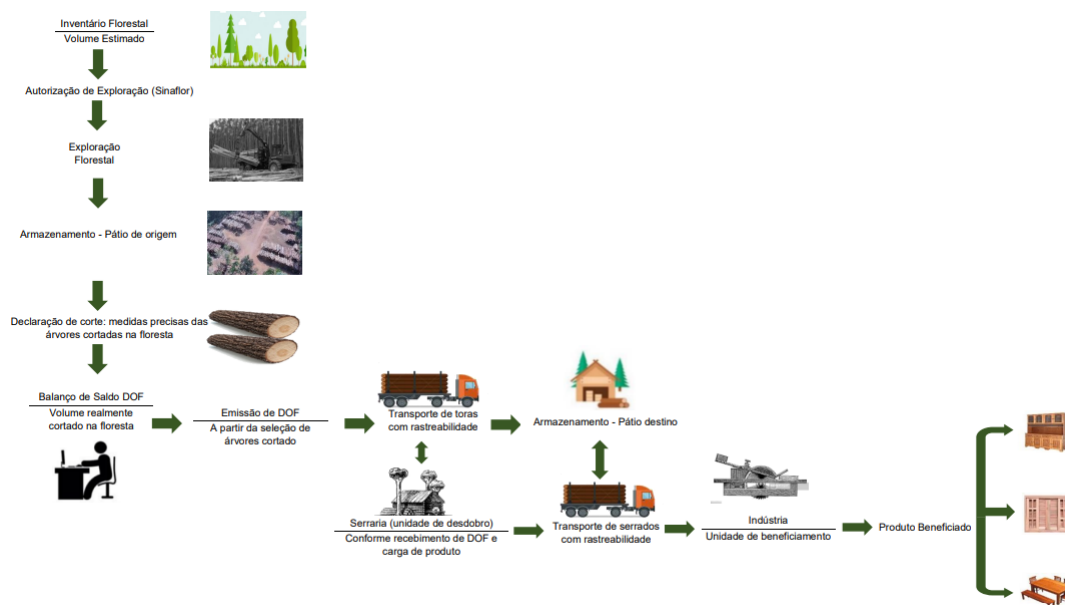 Inventário Florestal
Volume Estimado
Autorização de Exploração (Sinaflor)
Exploração
Florestal
Armazenamento - Pátio de origem
Declaração de corte: medidas precisas das
árvores cortadas na floresta
Balanço de Saldo DOF
Volume realmente
cortado na floresta
Emissão de DOF
A partir da seleção de
árvores cortado
Transporte de toras
com rastreabilidade
Armazenamento - Pátio destino
Serraria (unidade de desdobro)
Conforme recebimento de DOF e
carga de produto
Transporte de serrados
com rastreabilidade
Indústria
Unidade de beneficiamento
Produto Beneficiado